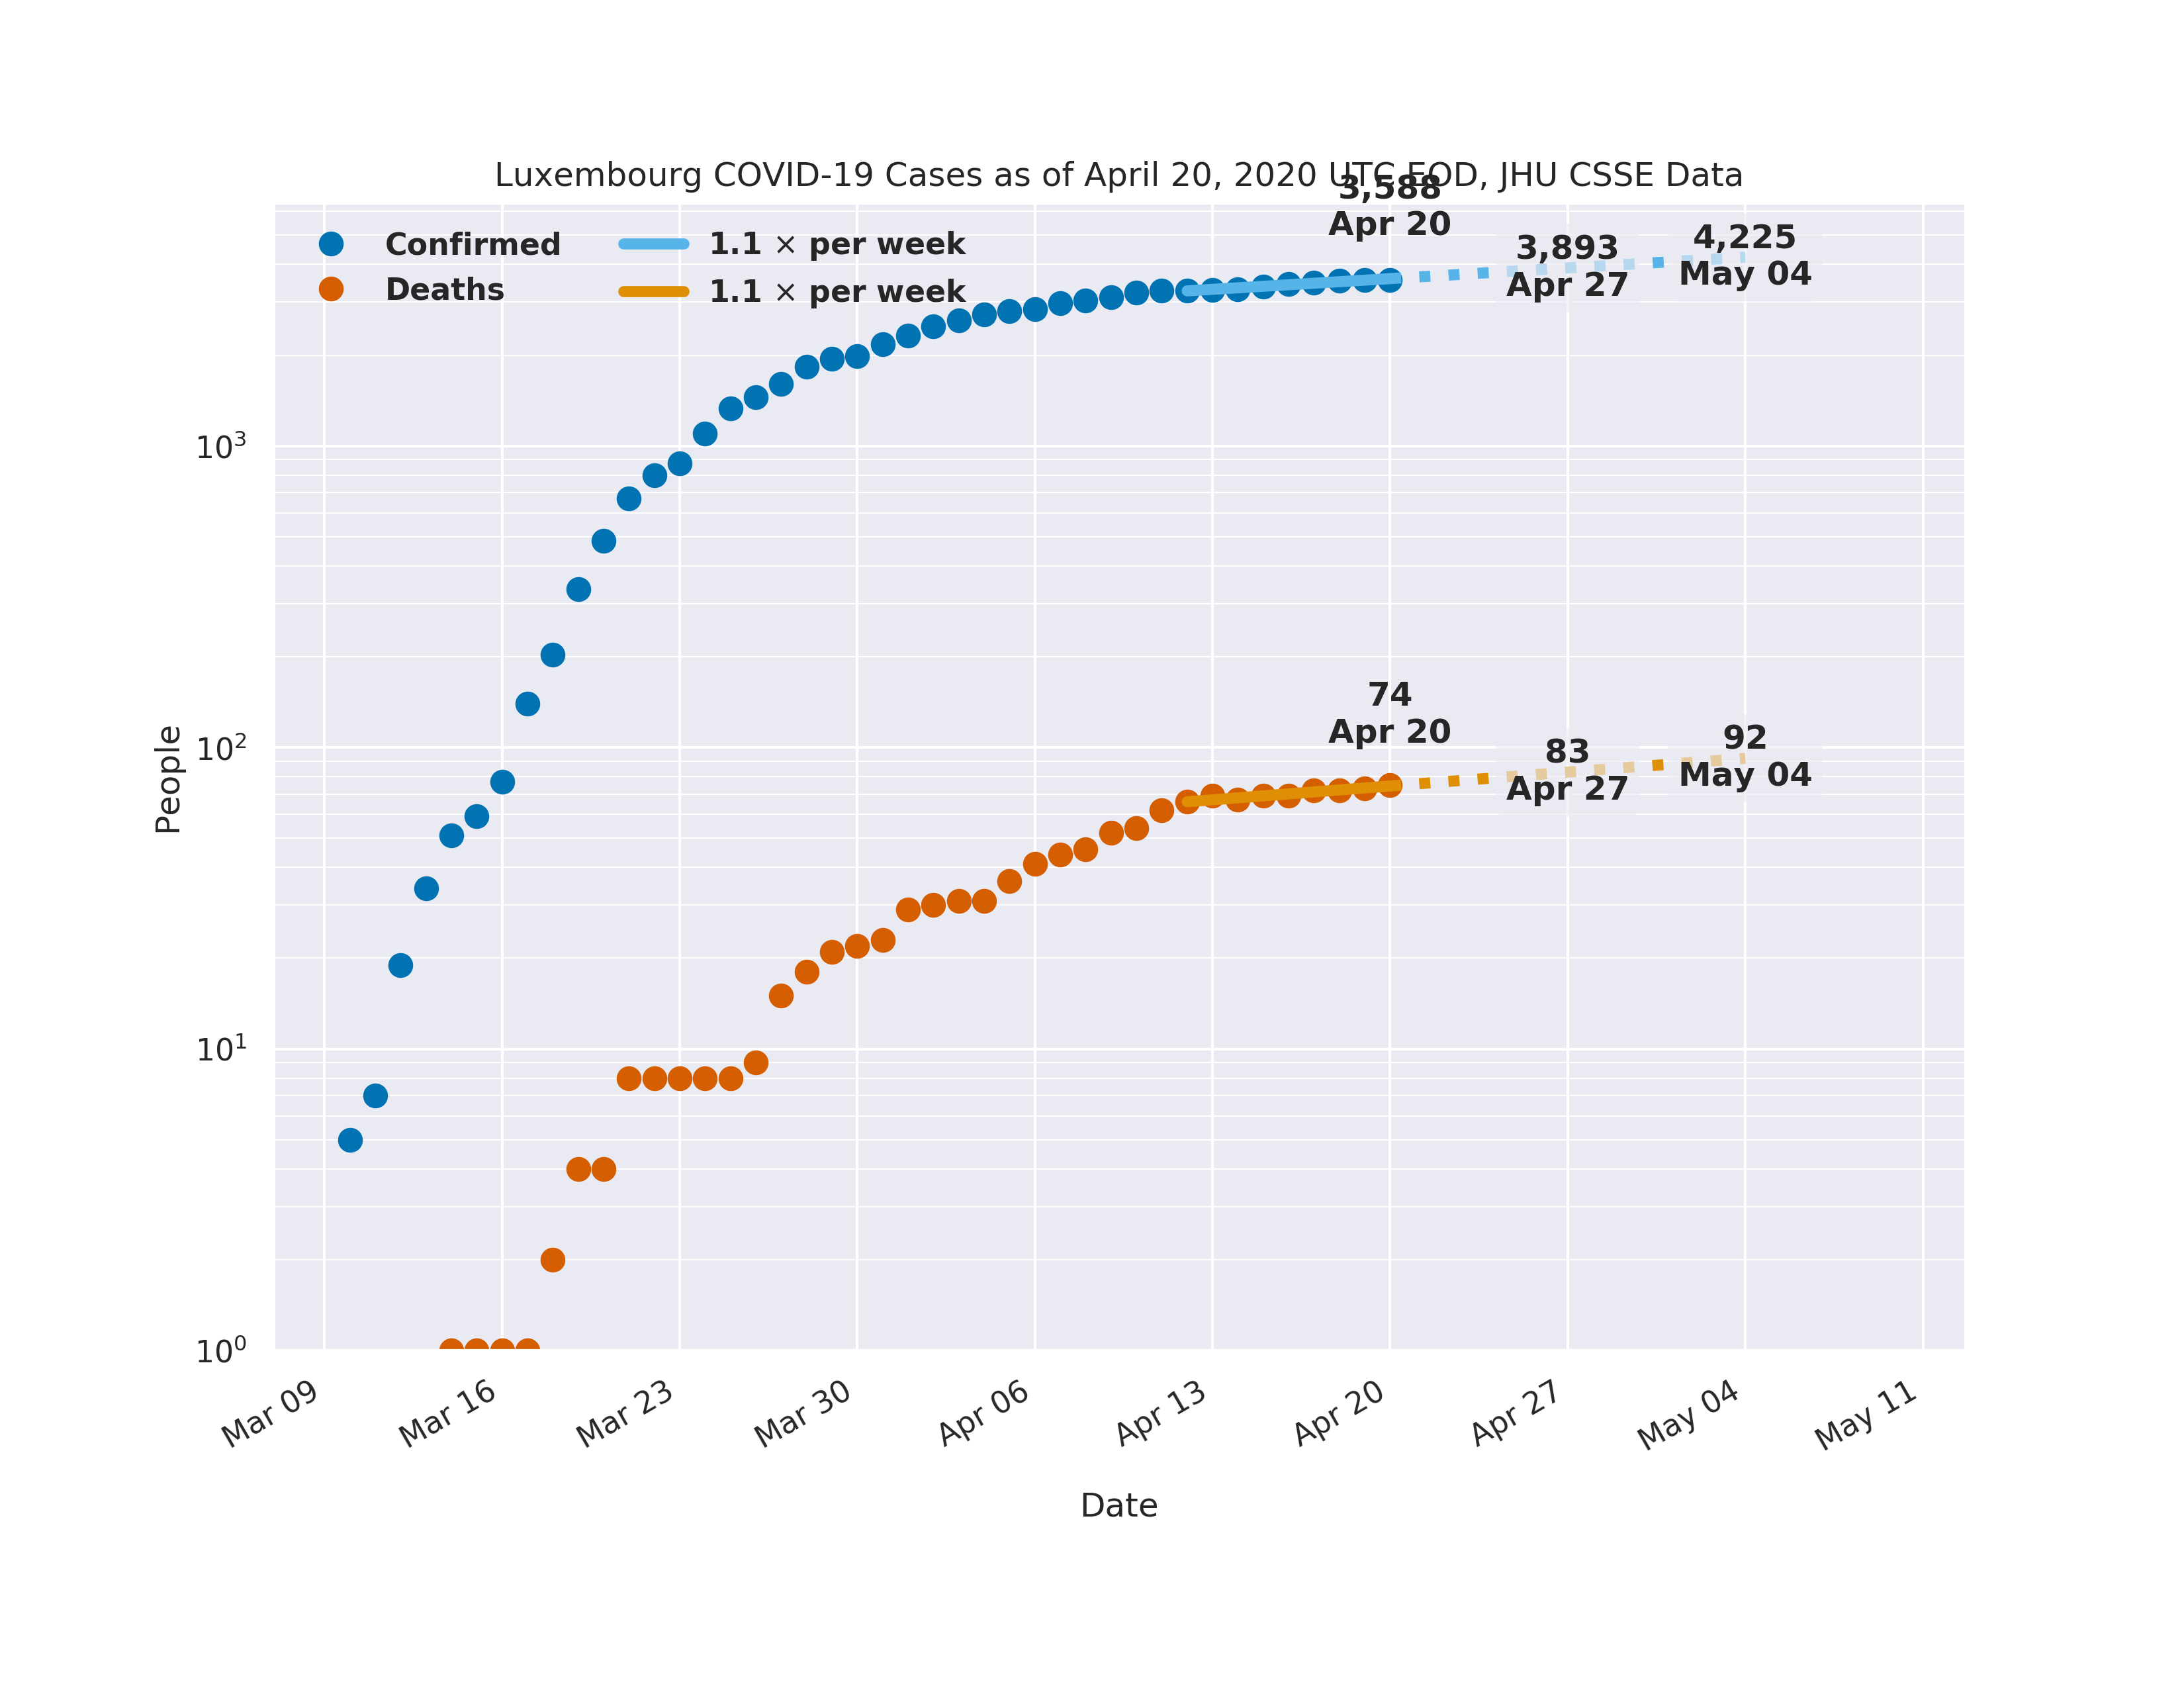 Luxembourg COVID-19 Cases as of April 20, 2020 UTC EOD, JHU CSSE Data
3,588
Apr 20
3,893
Apr 27
4,225
May 04
Confirmed
Deaths
1.1 × per week
1.1 × per week
74
Apr 20
83
Apr 27
92
May 04
People
10³
10²
10¹
10⁰
Mar 09
Mar 16
Mar 23
Mar 30
Apr 06
Apr 13
Apr 20
Apr 27
May 04
May 11
Date